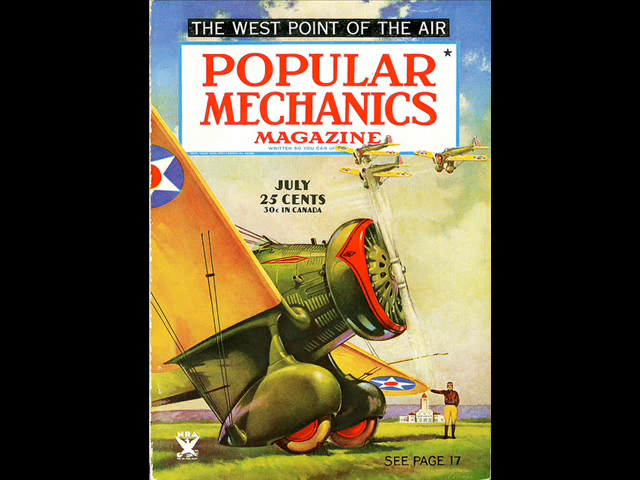 THE WEST POINT OF THE AIR
POPULAR
MECHANICS
MAGAZINE
WRITTEN SO YOU CAN
JULY
25 CENTS
30c IN CANADA
NRA
SEE PAGE 17